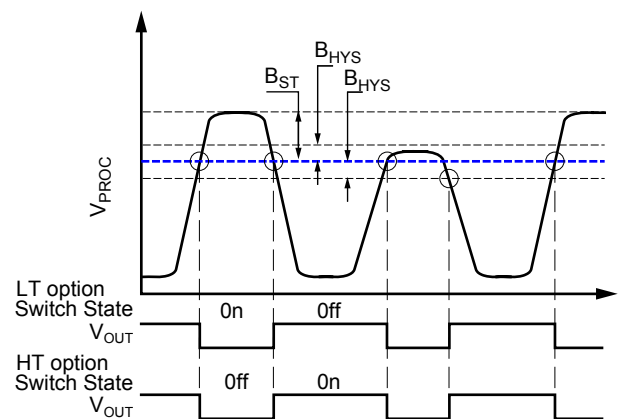 B_HYS
B_ST
B_HYS
V_PROC
LT option
Switch State
0n
0ff
V_OUT
HT option
Switch State
0ff
0n
V_OUT